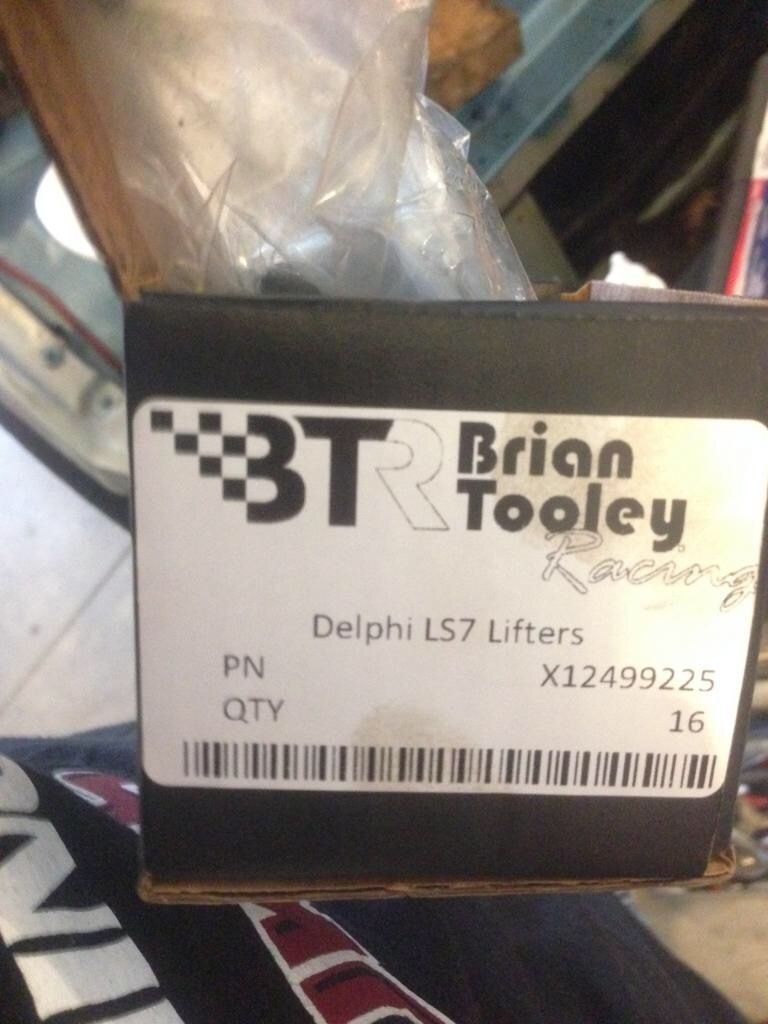 BTR
Brian
Tooley
Racing
Delphi LS7 Lifters
PN X12499225
QTY 16